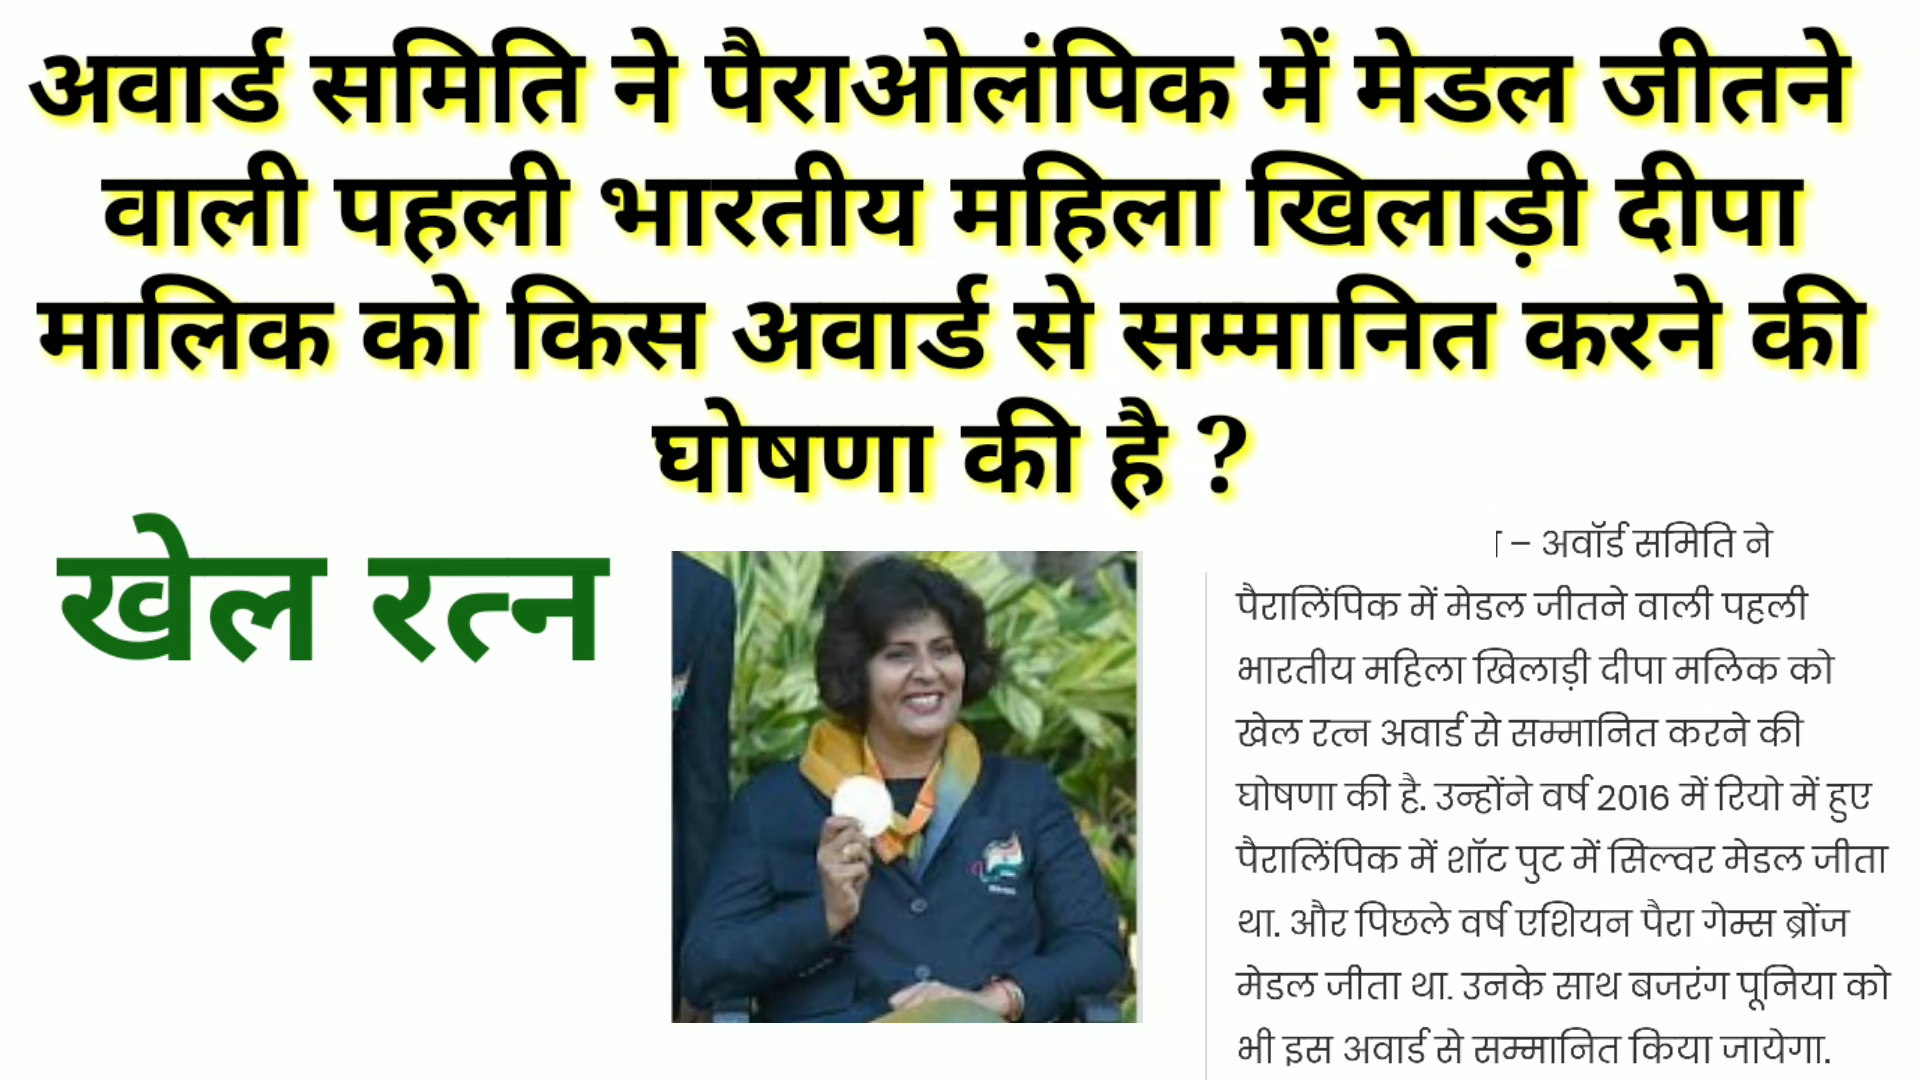 अवार्ड समिति ने पैराओलंपिक में मेडल जीतने
वाली पहली भारतीय महिला खिलाड़ी दीपा
मालिक को किस अवार्ड से सम्मानित करने की
घोषणा की है ?
खेल रत्न
– अवॉर्ड समिति ने
पैरालिंपिक में मेडल जीतने वाली पहली
भारतीय महिला खिलाड़ी दीपा मलिक को
खेल रत्न अवार्ड से सम्मानित करने की
घोषणा की है. उन्होंने वर्ष 2016 में रियो में हुए
पैरालिंपिक में शॉट पुट में सिल्वर मेडल जीता
था. और पिछले वर्ष एशियन पैरा गेम्स ब्रोंज
मेडल जीता था. उनके साथ बजरंग पूनिया को
भी इस अवार्ड से सम्मानित किया जायेगा.